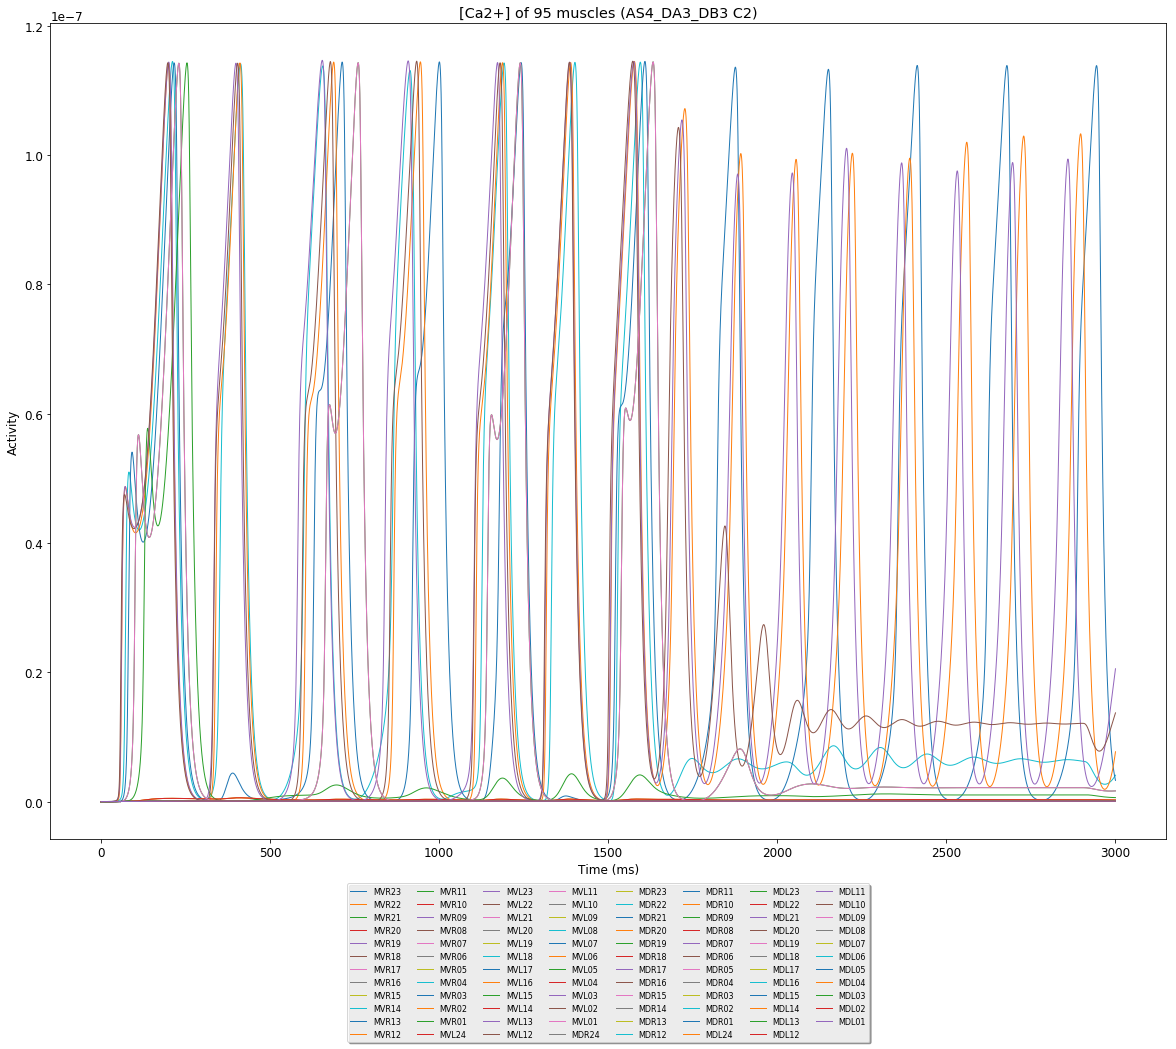 [Ca2+] of 95 muscles (AS4_DA3_DB3 C2)
1e−7
1.2
1.0
0.8
0.6
0.4
0.2
0.0
Activity
0 500 1000 1500 2000 2500 3000
Time (ms)
MVR23 MVR11 MVL23 MVL11 MDR23 MDR11 MDL23 MDL11
MVR22 MVR10 MVL22 MVL10 MDR22 MDR10 MDL22 MDL10
MVR21 MVR09 MVL21 MVL09 MDR21 MDR09 MDL21 MDL09
MVR20 MVR08 MVL20 MVL08 MDR20 MDR08 MDL20 MDL08
MVR19 MVR07 MVL19 MVL07 MDR19 MDR07 MDL19 MDL07
MVR18 MVR06 MVL18 MVL06 MDR18 MDR06 MDL18 MDL06
MVR17 MVR05 MVL17 MVL05 MDR17 MDR05 MDL17 MDL05
MVR16 MVR04 MVL16 MVL04 MDR16 MDR04 MDL16 MDL04
MVR15 MVR03 MVL15 MVL03 MDR15 MDR03 MDL15 MDL03
MVR14 MVR02 MVL14 MVL02 MDR14 MDR02 MDL14 MDL02
MVR13 MVR01 MVL13 MVL01 MDR13 MDR01 MDL13 MDL01
MVR12 MVL24 MVL12 MDR24 MDR12 MDL24 MDL12